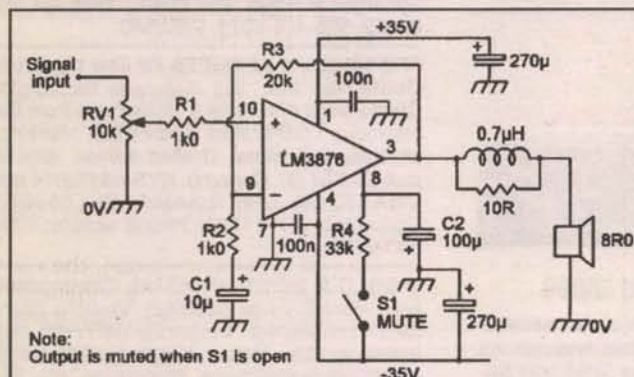 +35V
Signal
input
R3
20k
100n
270µ
RV1
10k
R1
1k0
10
+
1
LM3876
3
0.7µH
9
8
10R
0V
R2
1k0
7
4
100n
R4
33k
C2
100µ
8R0
C1
10µ
S1
MUTE
270µ
0V
Note:
Output is muted when S1 is open
-35V